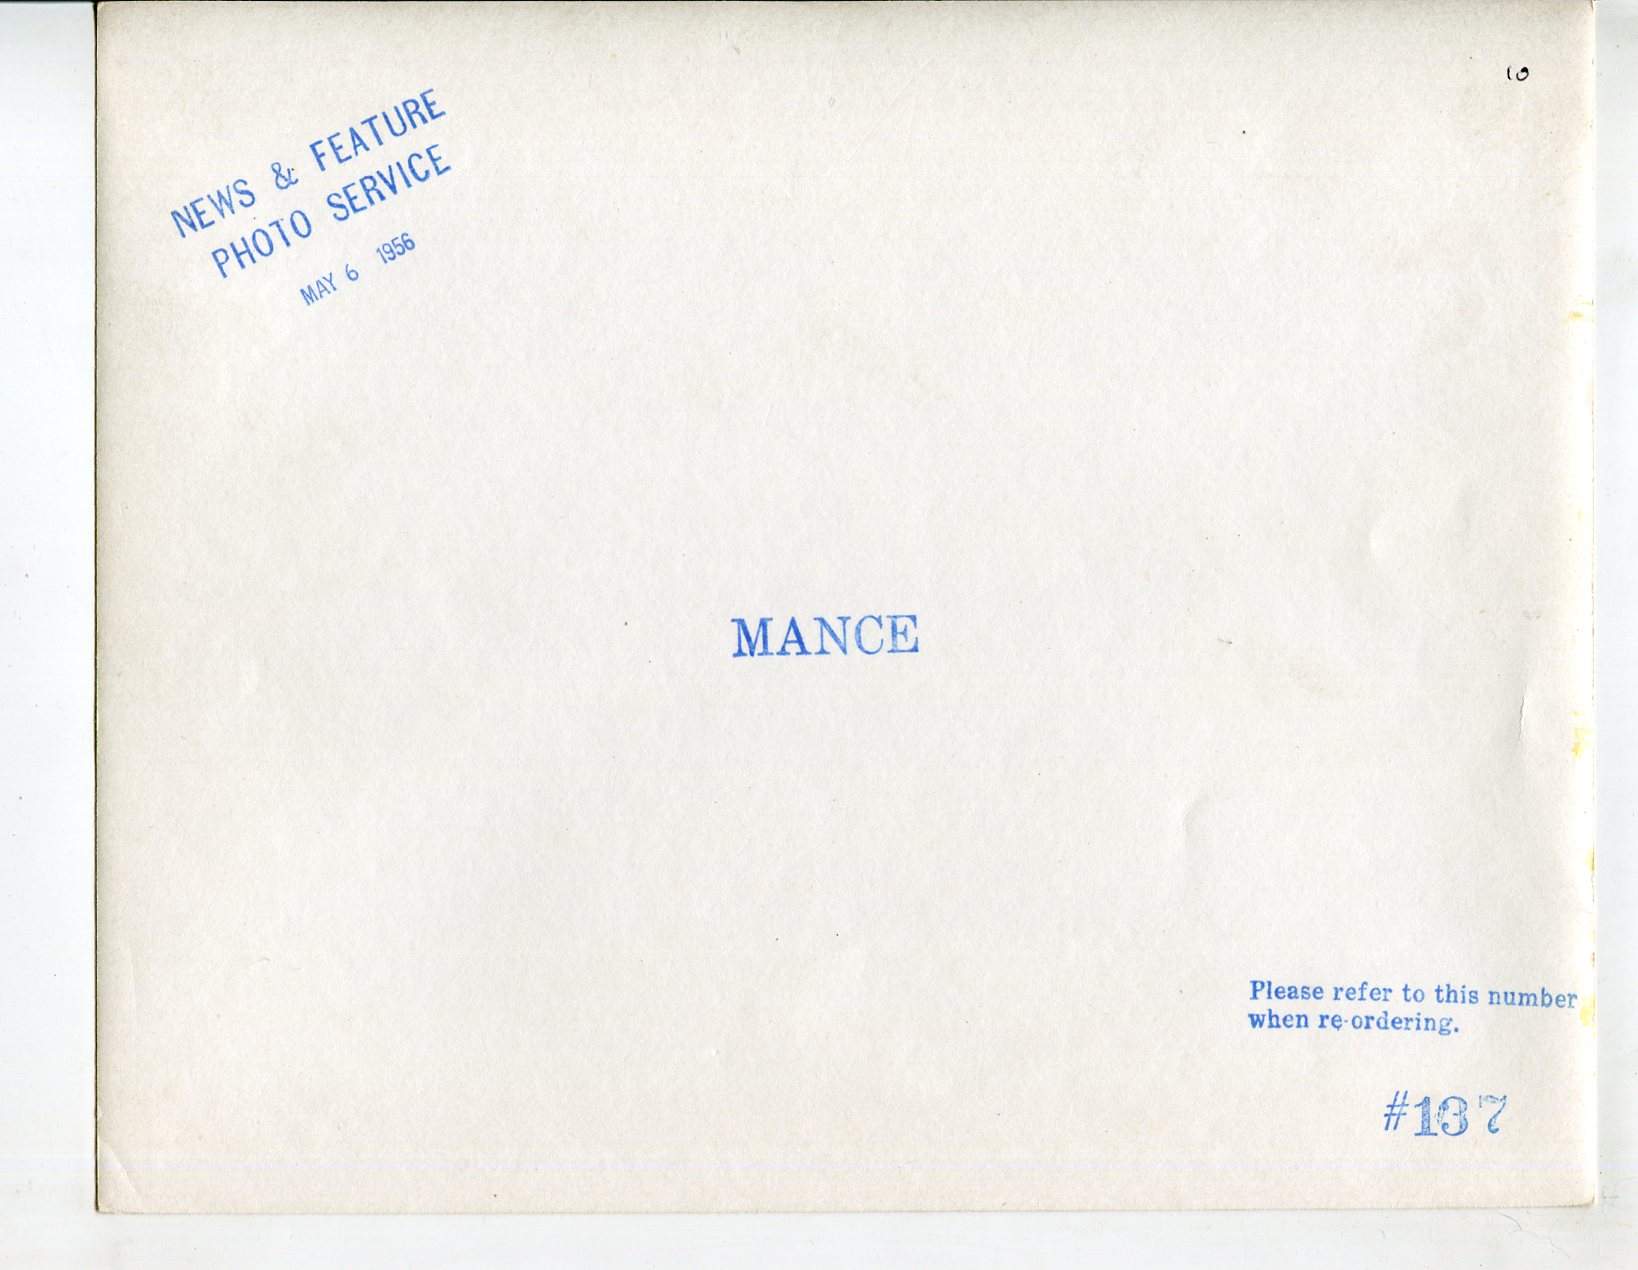 10
NEWS & FEATURE
PHOTO SERVICE
MAY 6 1956
MANCE
Please refer to this number
when re-ordering.
#137